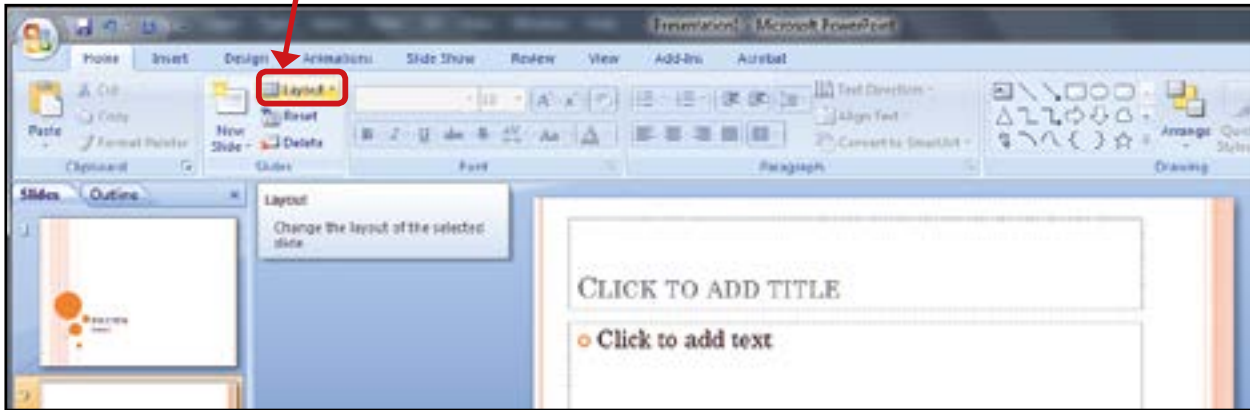 Presentation1 - Microsoft PowerPoint
Home Insert Design Animations Slide Show Review View Add-Ins Acrobat
Paste
Cut
Copy
Format Painter
Clipboard
New Slide
Layout
Reset
Delete
Slides
Font
Text Direction
Align Text
Convert to SmartArt
Paragraph
Arrange
Drawing
Slides Outline
Layout
Change the layout of the selected
slide.
1
2
CLICK TO ADD TITLE
Click to add text